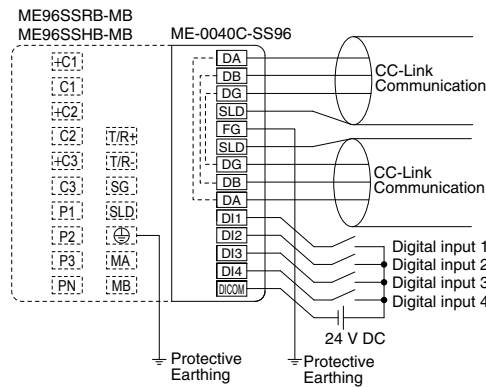 ME96SSRB-MB
ME96SSHB-MB
ME-0040C-SS96
+C1
C1
+C2
C2
+C3
C3
P1
P2
P3
PN
T/R+
T/R-
SG
SLD
MA
MB
DA
DB
DG
SLD
FG
SLD
DG
DB
DA
DI1
DI2
DI3
DI4
DICOM
CC-Link
Communication
CC-Link
Communication
Digital input 1
Digital input 2
Digital input 3
Digital input 4
24 V DC
Protective
Earthing
Protective
Earthing